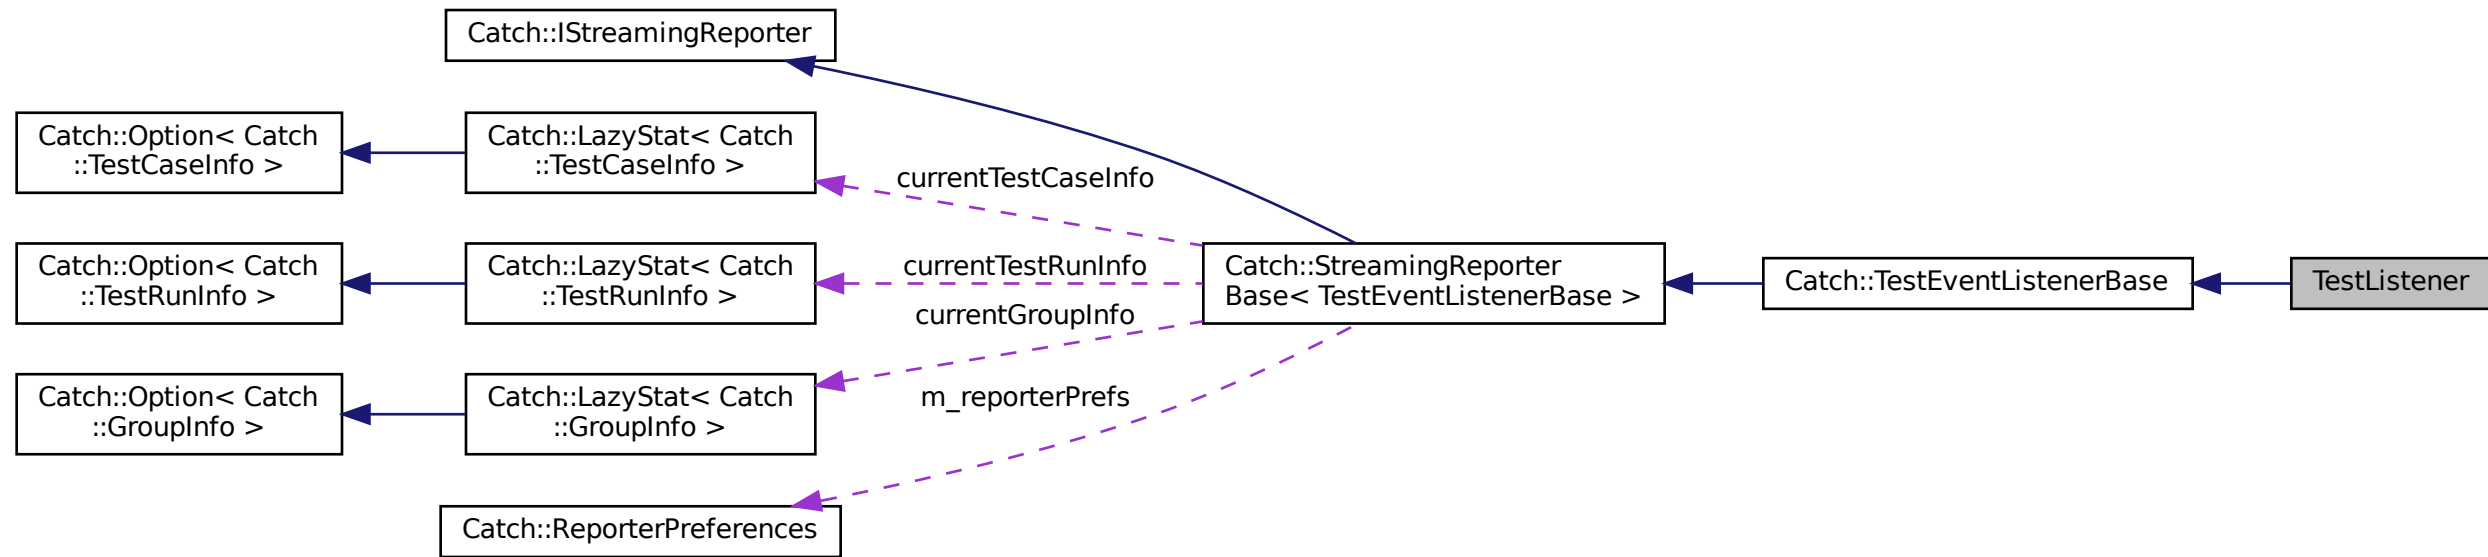 Catch::IStreamingReporter
Catch::Option< Catch
::TestCaseInfo >
Catch::LazyStat< Catch
::TestCaseInfo >
currentTestCaseInfo
Catch::Option< Catch
::TestRunInfo >
Catch::LazyStat< Catch
::TestRunInfo >
currentTestRunInfo
Catch::StreamingReporter
Base< TestEventListenerBase >
Catch::TestEventListenerBase
TestListener
currentGroupInfo
Catch::Option< Catch
::GroupInfo >
Catch::LazyStat< Catch
::GroupInfo >
m_reporterPrefs
Catch::ReporterPreferences